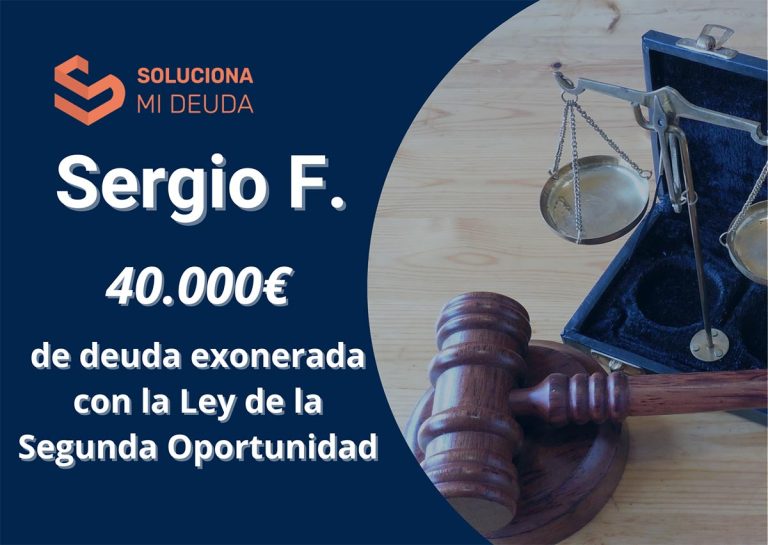 SOLUCIONA
MI DEUDA
Sergio F.
40.000€
de deuda exonerada
con la Ley de la
Segunda Oportunidad